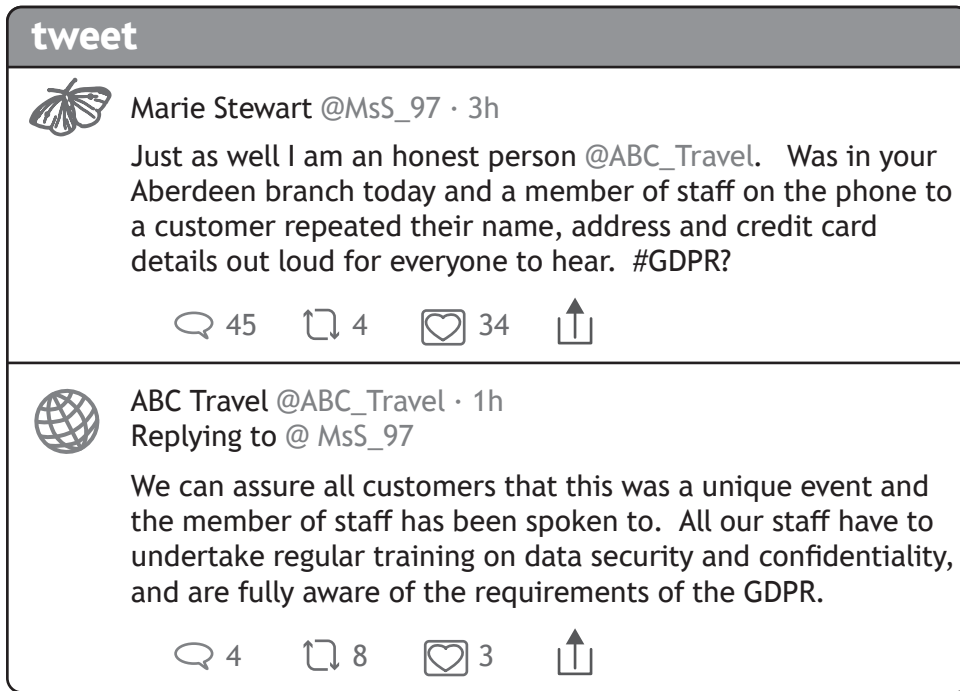 tweet
Marie Stewart @MsS_97 · 3h
Just as well I am an honest person @ABC_Travel.   Was in your
Aberdeen branch today and a member of staff on the phone to
a customer repeated their name, address and credit card
details out loud for everyone to hear.  #GDPR?
45 4 34
ABC Travel @ABC_Travel · 1h
Replying to @ MsS_97
We can assure all customers that this was a unique event and
the member of staff has been spoken to.  All our staff have to
undertake regular training on data security and confidentiality,
and are fully aware of the requirements of the GDPR.
4 8 3